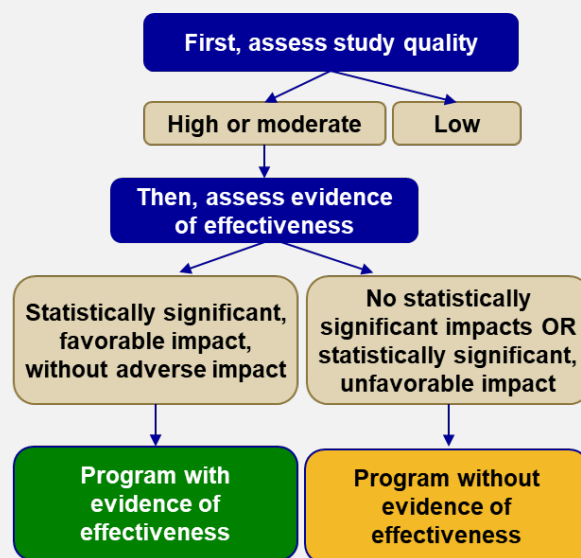 First, assess study quality
High or moderate
Low
Then, assess evidence
of effectiveness
Statistically significant,
favorable impact,
without adverse impact
No statistically
significant impacts OR
statistically significant,
unfavorable impact
Program with
evidence of
effectiveness
Program without
evidence of
effectiveness